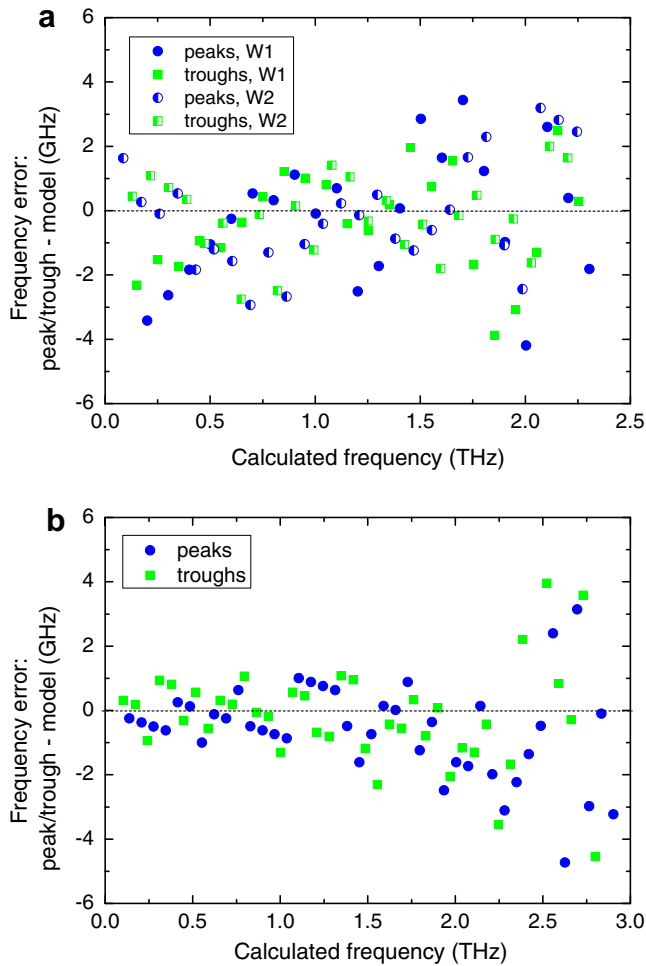 a
6
4
2
0
-2
-4
-6
peaks, W1
troughs, W1
peaks, W2
troughs, W2
Frequency error:
peak/trough - model (GHz)
0.0 0.5 1.0 1.5 2.0 2.5
Calculated frequency (THz)
b
6
4
2
0
-2
-4
-6
peaks
troughs
Frequency error:
peak/trough - model (GHz)
0.0 0.5 1.0 1.5 2.0 2.5 3.0
Calculated frequency (THz)